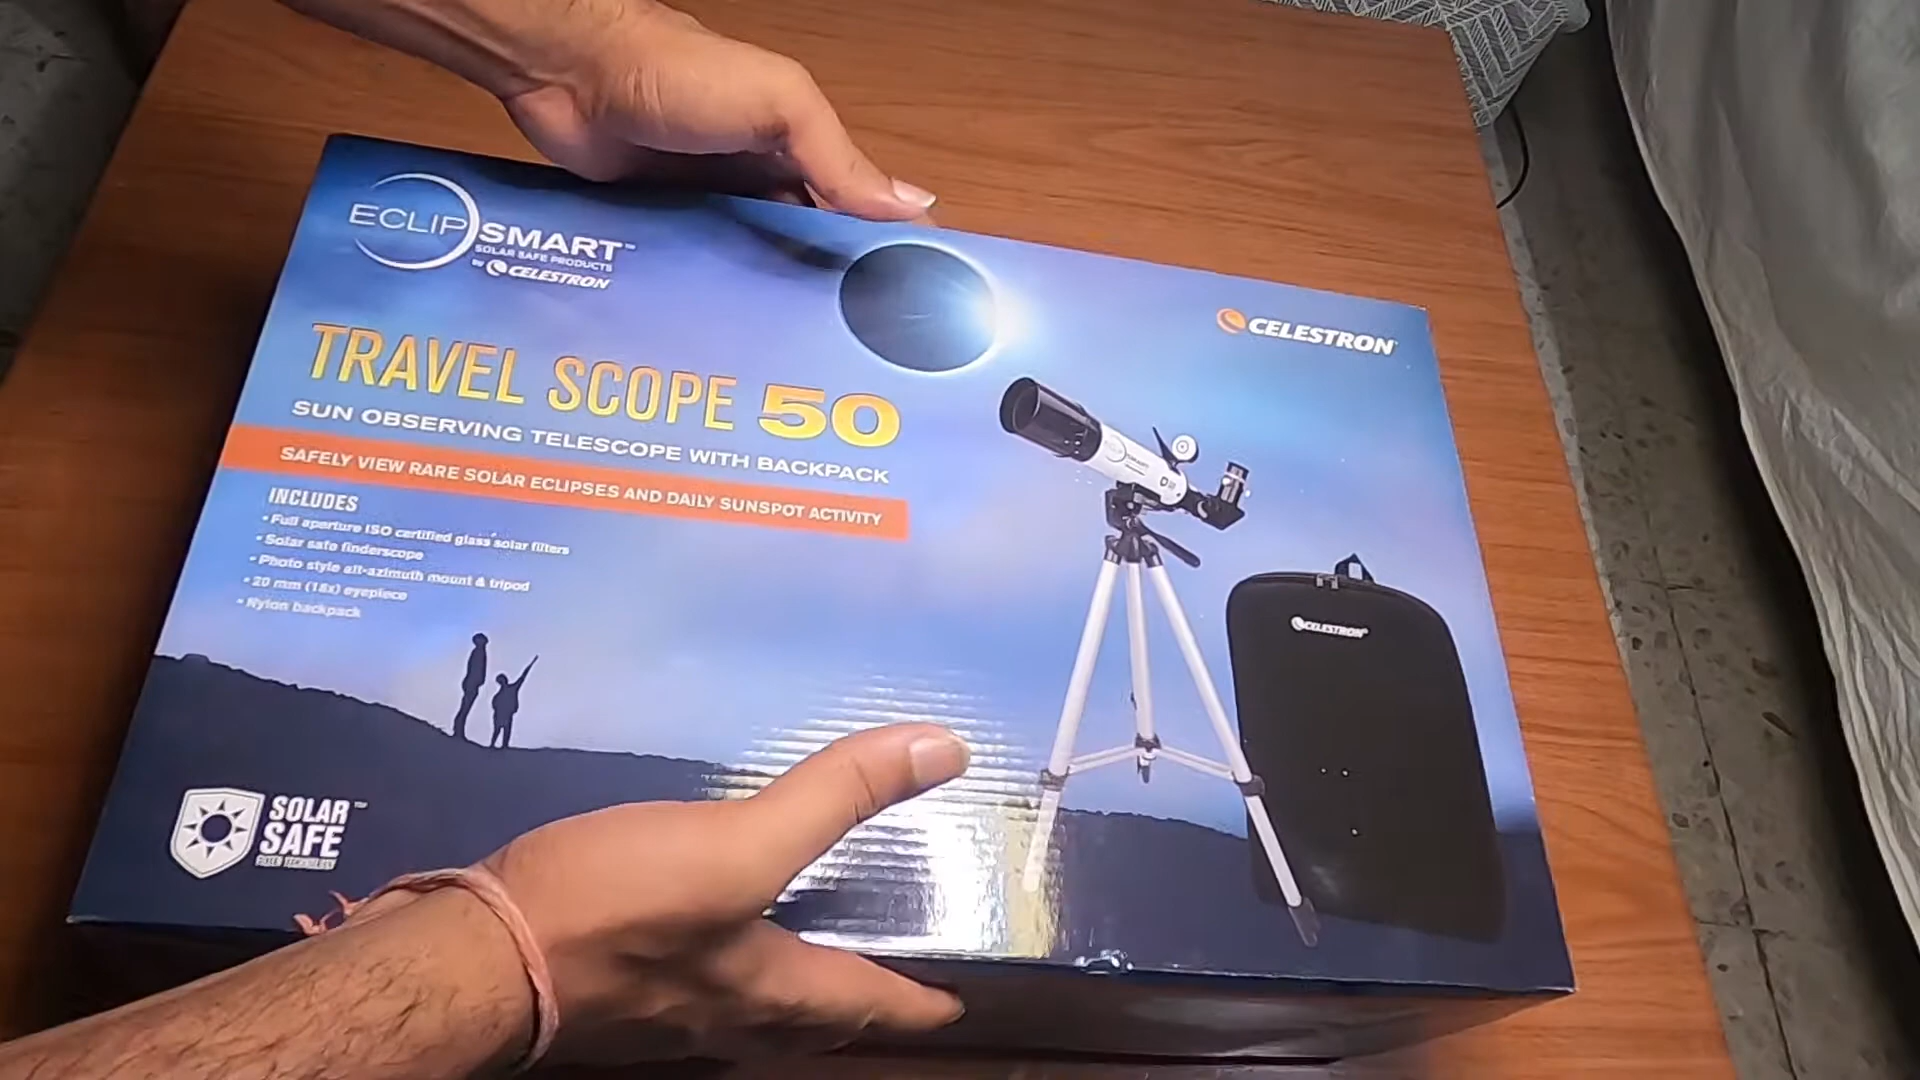 ECLIPSMART™
SOLAR SAFE PRODUCTS
by CELESTRON
CELESTRON
TRAVEL SCOPE 50
SUN OBSERVING TELESCOPE WITH BACKPACK
SAFELY VIEW RARE SOLAR ECLIPSES AND DAILY SUNSPOT ACTIVITY
INCLUDES
• Full aperture ISO certified glass solar filters
• Solar safe finderscope
• Photo style alt-azimuth mount & tripod
• 20 mm (18x) eyepiece
• Nylon backpack
CELESTRON
SOLAR
SAFE